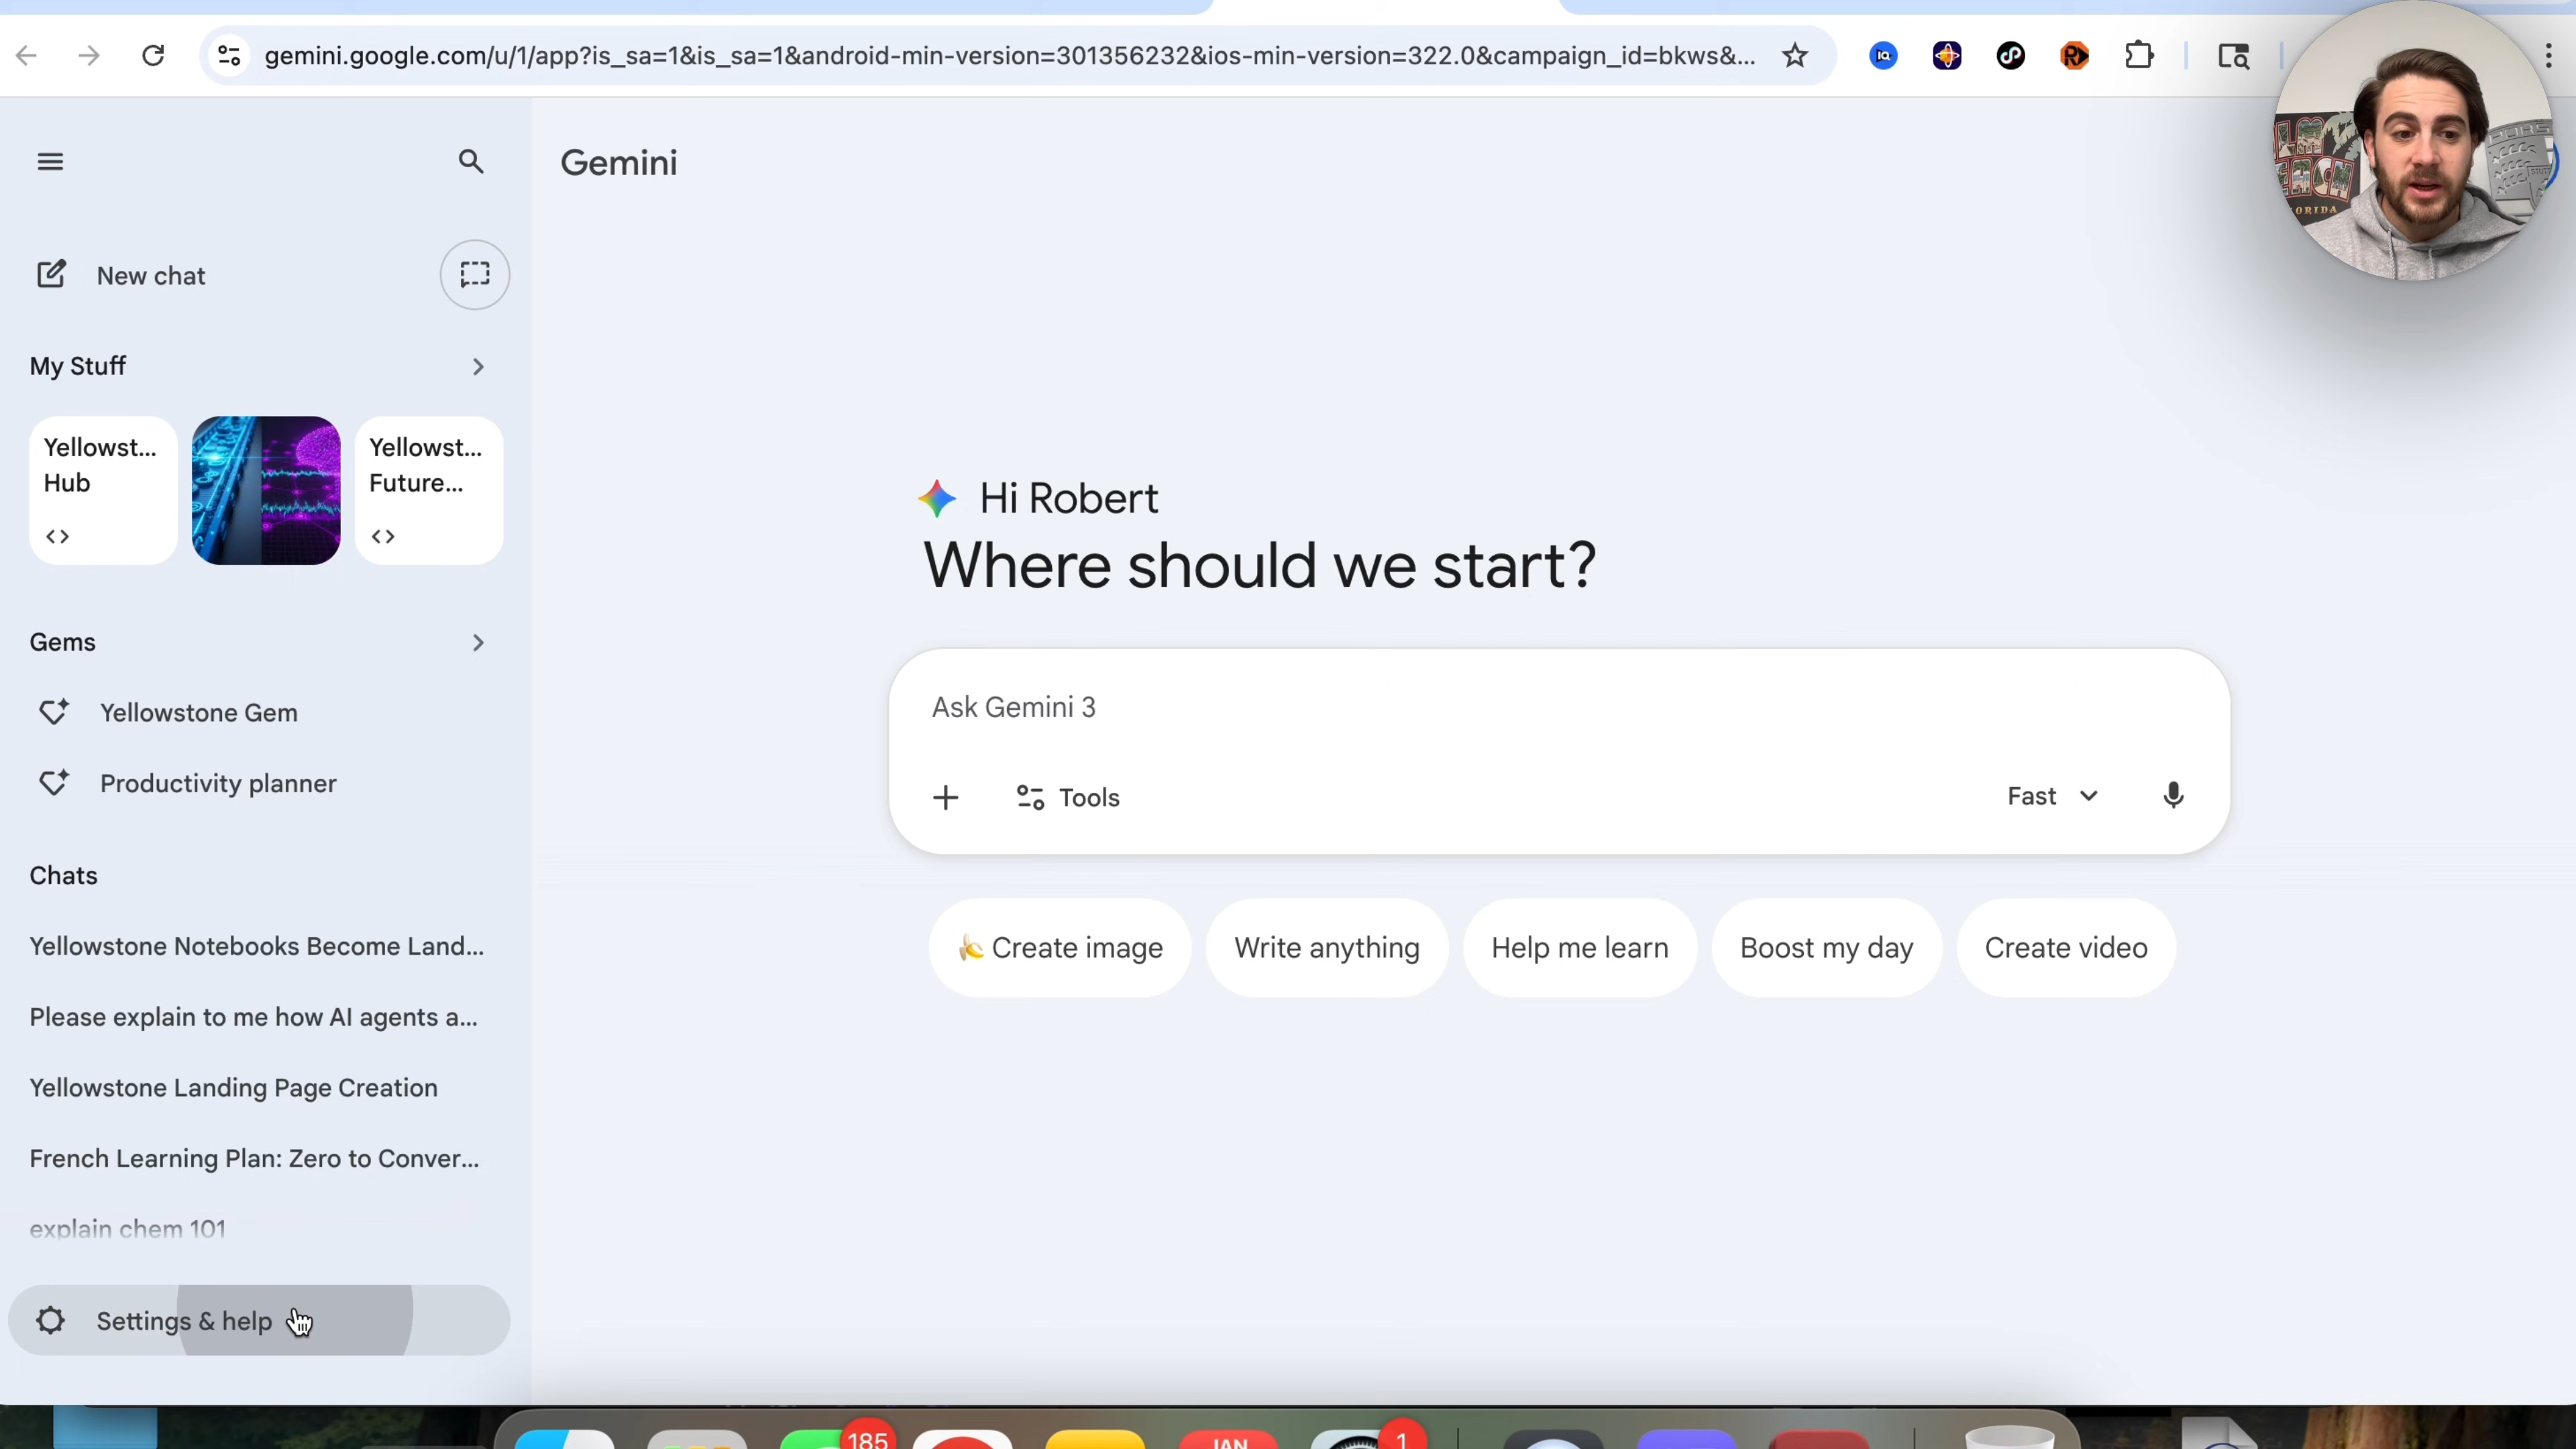 gemini.google.com/u/1/app?is_sa=1&is_sa=1&android-min-version=301356232&ios-min-version=322.0&campaign_id=bkws&...
Gemini
New chat
My Stuff
Yellowst...
Hub
Yellowst...
Future...
Gems
Yellowstone Gem
Productivity planner
Chats
Yellowstone Notebooks Become Land...
Please explain to me how AI agents a...
Yellowstone Landing Page Creation
French Learning Plan: Zero to Conver...
explain chem 101
Settings & help
Hi Robert
Where should we start?
Ask Gemini 3
Tools
Fast
🍌 Create image
Write anything
Help me learn
Boost my day
Create video
185
JAN
1